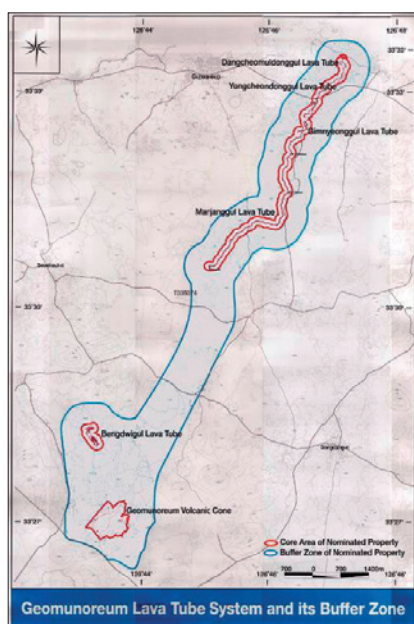 126°44
126°46
126°48
Dangcheomuldonggul Lava Tube
33°33'
Yongcheondonggul Lava Tube
33°30'
Gimnyeonggul Lava Tube
Manjanggul Lava Tube
33°30'
33°30'
Bengdwigul Lava Tube
Geomunoreum Volcanic Cone
33°27'
33°27'
Core Area of Nominated Property
Buffer Zone of Nominated Property
126°44
126°46
700 0 700 1400m
Geomunoreum Lava Tube System and its Buffer Zone